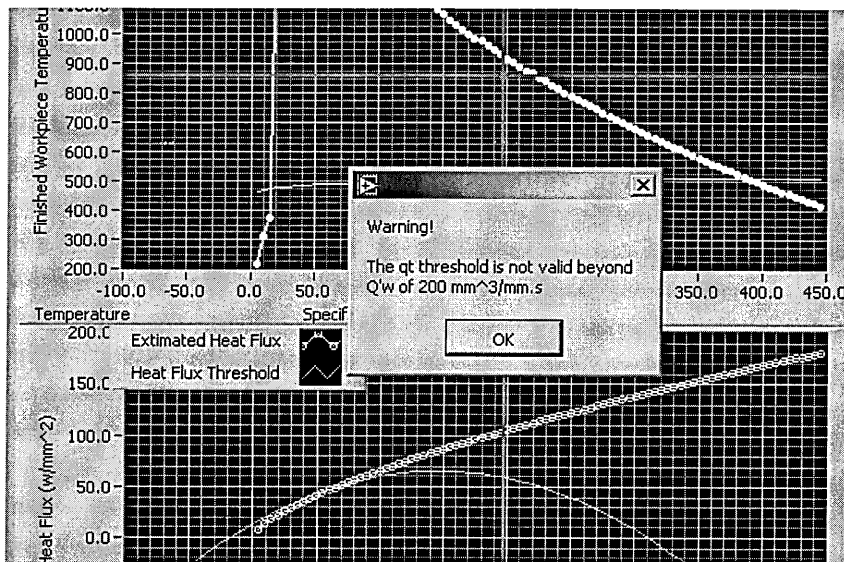 Finished Workpiece Temperatu
1000.0
900.0
800.0
700.0
600.0
500.0
400.0
300.0
200.0
-100.0 -50.0 0.0 50.0 350.0 400.0 450.0
Warning!
The qt threshold is not valid beyond
Q'w of 200 mm^3/mm.s
OK
Temperature Specif
Extimated Heat Flux
Heat Flux Threshold
Heat Flux (w/mm^2)
200.0
150.0
100.0
50.0
0.0